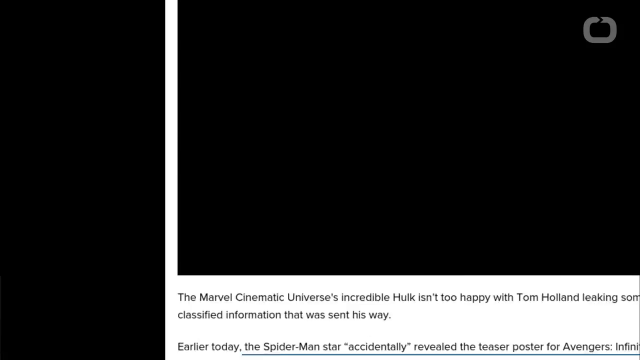 The Marvel Cinematic Universe's incredible Hulk isn’t too happy with Tom Holland leaking som
classified information that was sent his way.
Earlier today, the Spider-Man star “accidentally” revealed the teaser poster for Avengers: Infini